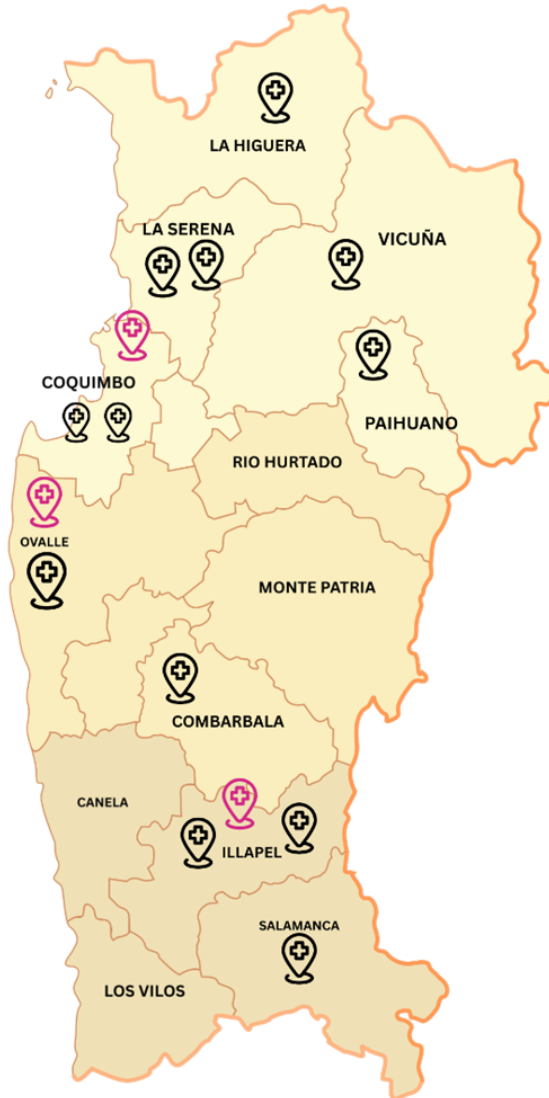 LA HIGUERA
LA SERENA
VICUÑA
COQUIMBO
PAIHUANO
RIO HURTADO
OVALLE
MONTE PATRIA
COMBARBALA
CANELA
ILLAPEL
SALAMANCA
LOS VILOS